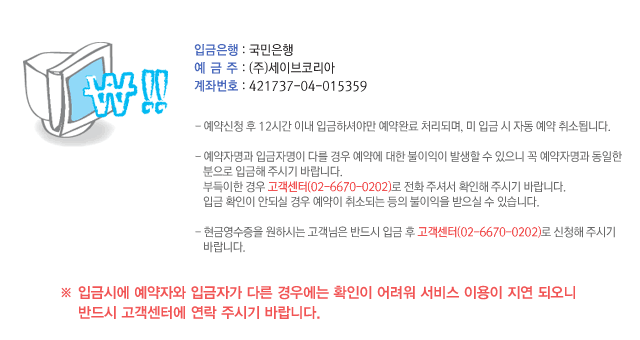 ₩!!
입금은행 : 국민은행
예 금 주 : (주)세이브코리아
계좌번호 : 421737-04-015359
- 예약신청 후 12시간 이내 입금하셔야만 예약완료 처리되며, 미 입금 시 자동 예약 취소됩니다.
- 예약자명과 입금자명이 다를 경우 예약에 대한 불이익이 발생할 수 있으니 꼭 예약자명과 동일한
분으로 입금해 주시기 바랍니다.
부득이한 경우 고객센터(02-6670-0202)로 전화 주셔서 확인해 주시기 바랍니다.
입금 확인이 안되실 경우 예약이 취소되는 등의 불이익을 받으실 수 있습니다.
- 현금영수증을 원하시는 고객님은 반드시 입금 후 고객센터(02-6670-0202)로 신청해 주시기
바랍니다.
※ 입금시에 예약자와 입금자가 다른 경우에는 확인이 어려워 서비스 이용이 지연 되오니
반드시 고객센터에 연락 주시기 바랍니다.